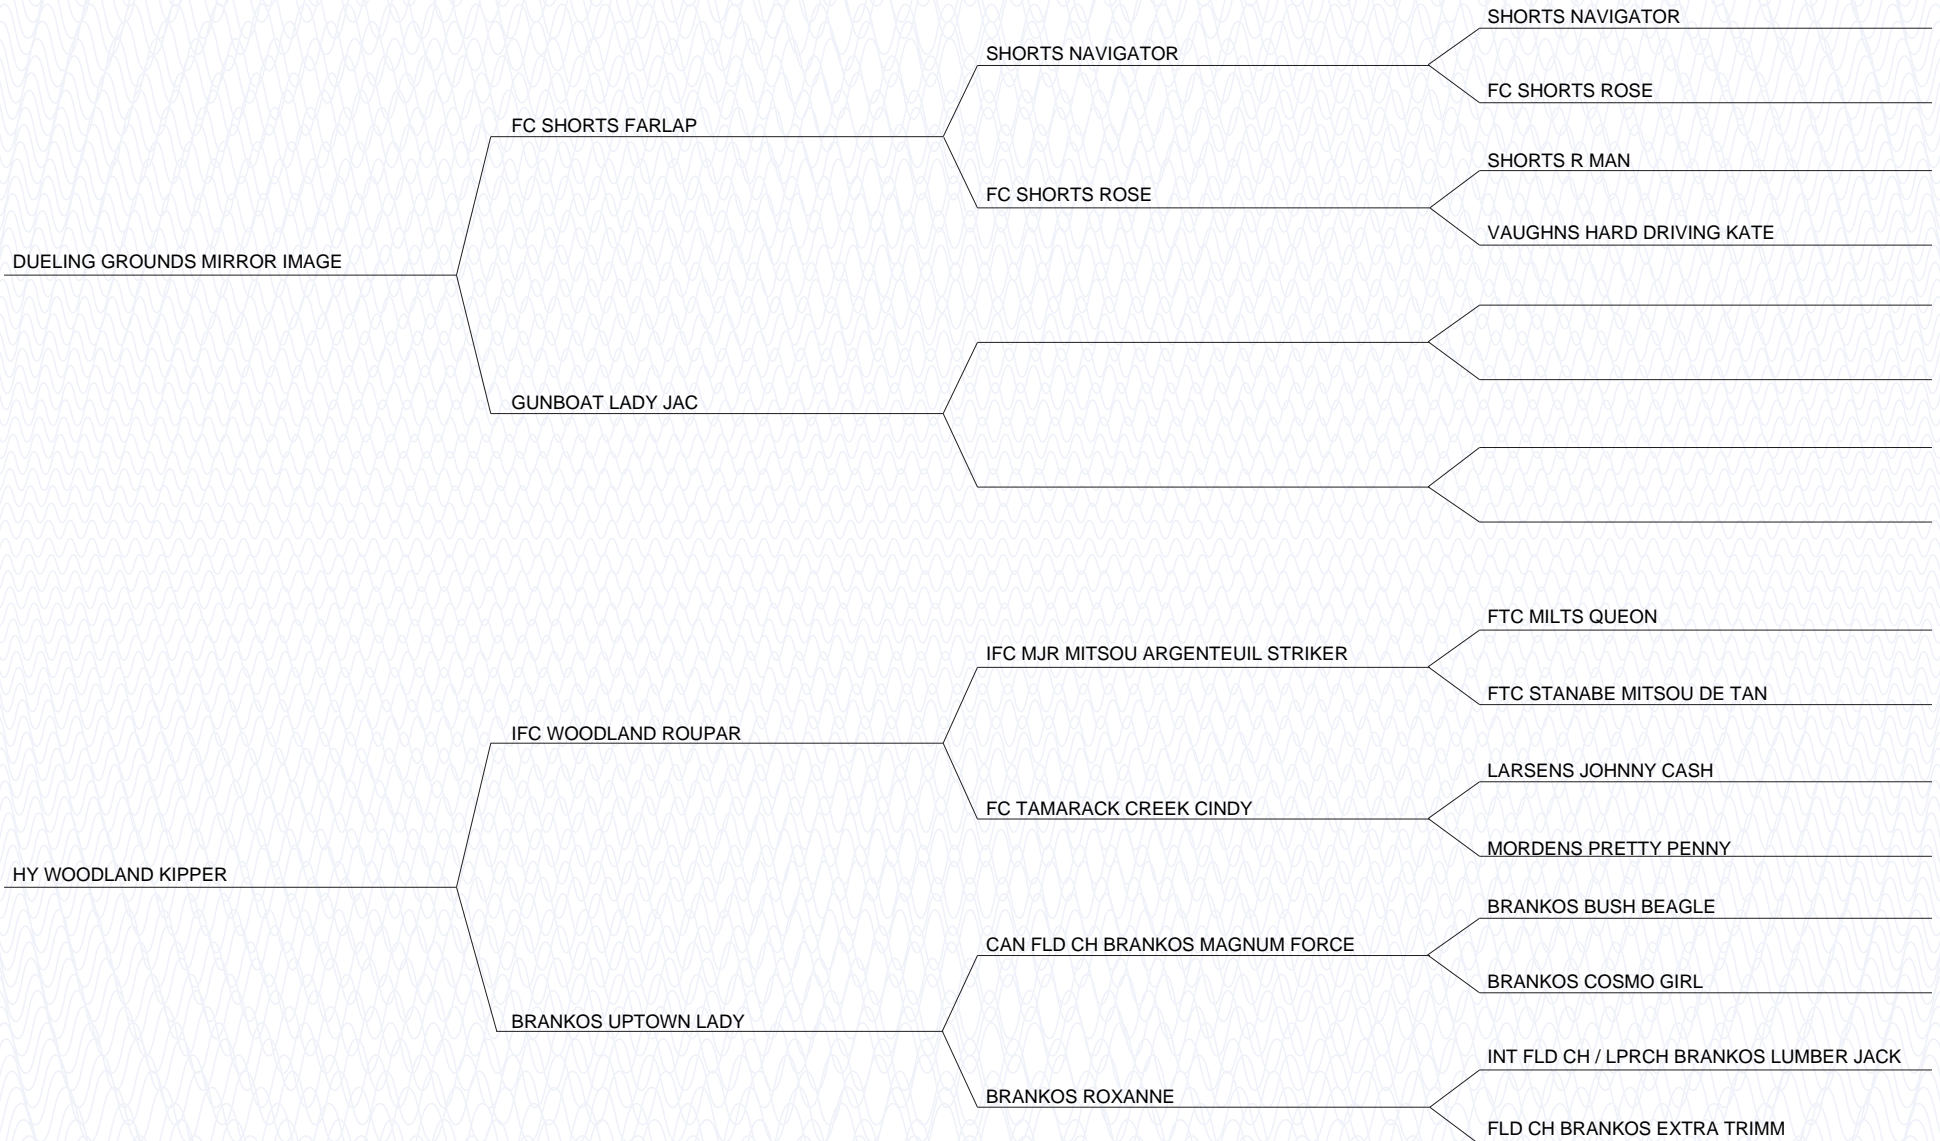 SHORTS NAVIGATOR
SHORTS NAVIGATOR
FC SHORTS ROSE
FC SHORTS FARLAP
SHORTS R MAN
FC SHORTS ROSE
VAUGHNS HARD DRIVING KATE
DUELING GROUNDS MIRROR IMAGE
GUNBOAT LADY JAC
FTC MILTS QUEON
IFC MJR MITSOU ARGENTEUIL STRIKER
FTC STANABE MITSOU DE TAN
IFC WOODLAND ROUPAR
LARSENS JOHNNY CASH
FC TAMARACK CREEK CINDY
MORDENS PRETTY PENNY
HY WOODLAND KIPPER
BRANKOS BUSH BEAGLE
CAN FLD CH BRANKOS MAGNUM FORCE
BRANKOS COSMO GIRL
BRANKOS UPTOWN LADY
INT FLD CH / LPRCH BRANKOS LUMBER JACK
BRANKOS ROXANNE
FLD CH BRANKOS EXTRA TRIMM